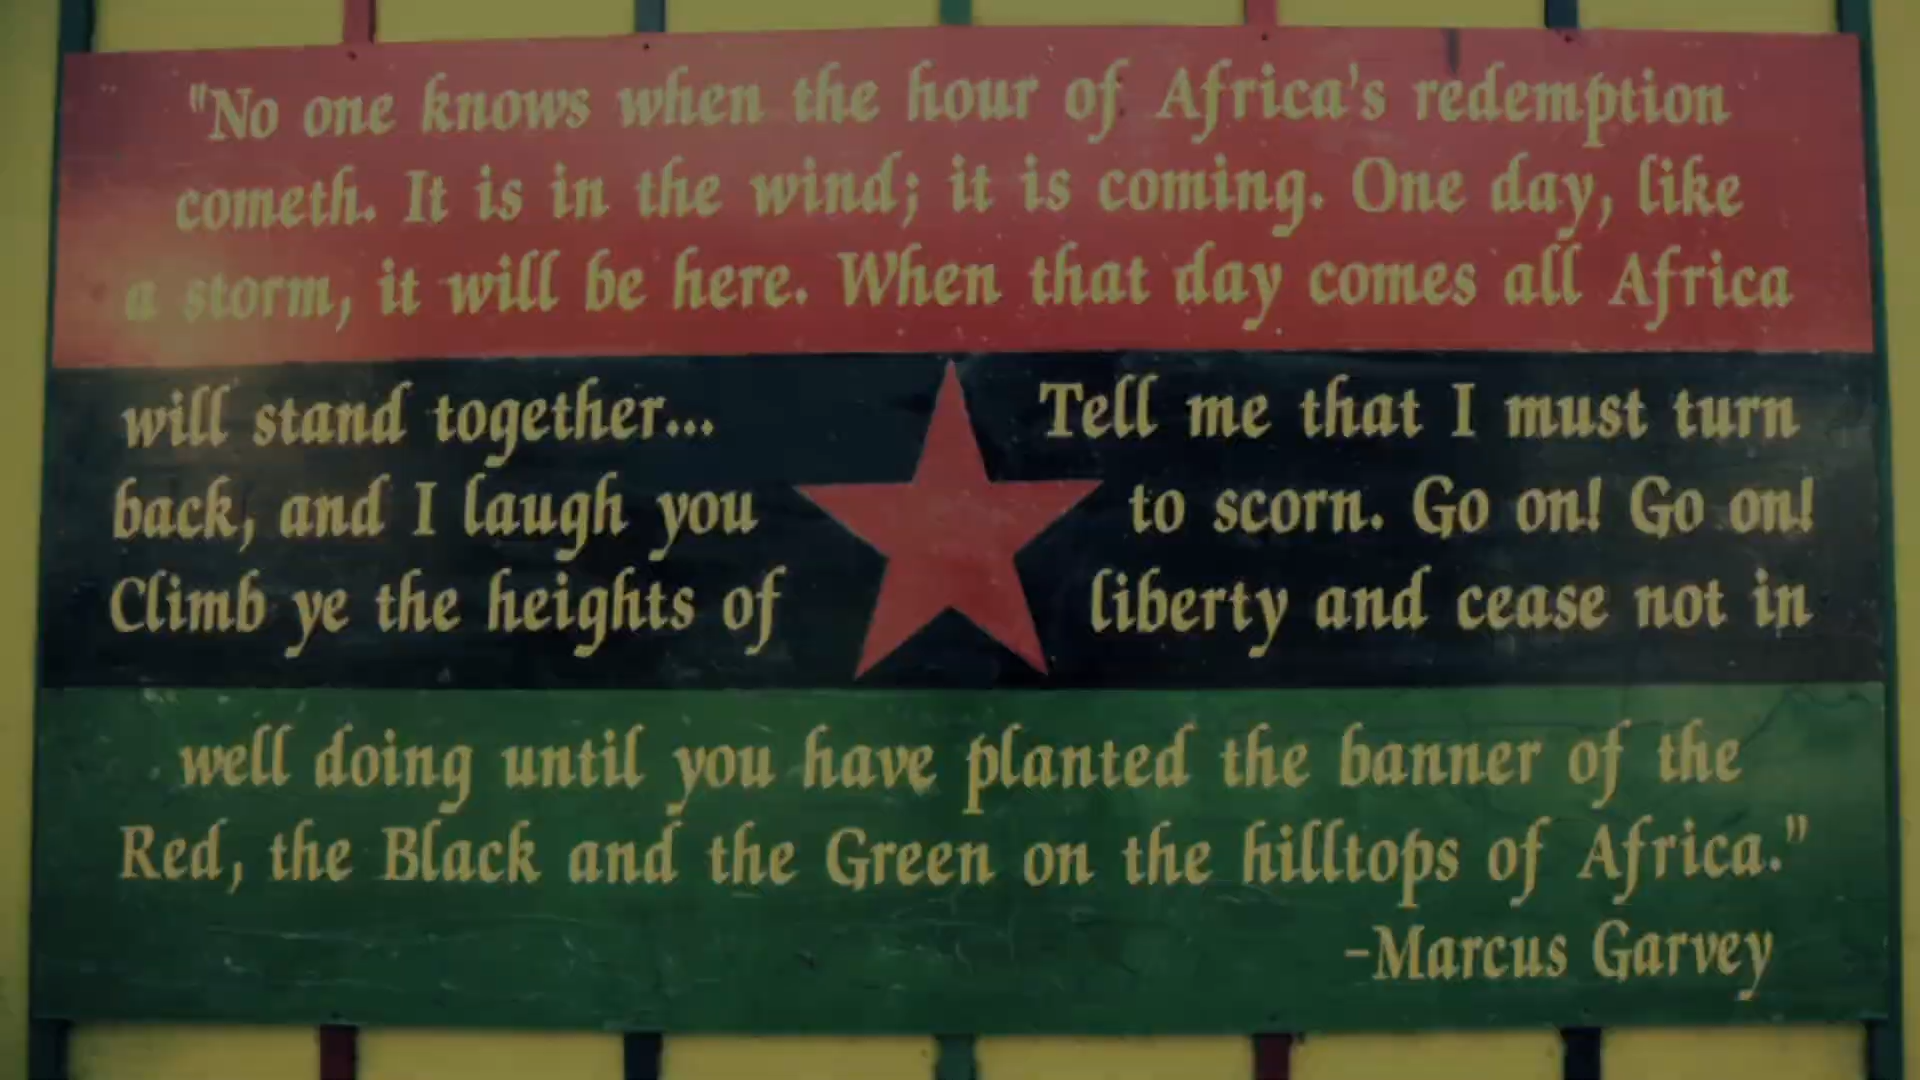 "No one knows when the hour of Africa's redemption
cometh. It is in the wind; it is coming. One day, like
a storm, it will be here. When that day comes all Africa
will stand together... Tell me that I must turn
back, and I laugh you to scorn. Go on! Go on!
Climb ye the heights of liberty and cease not in
well doing until you have planted the banner of the
Red, the Black and the Green on the hilltops of Africa."
-Marcus Garvey